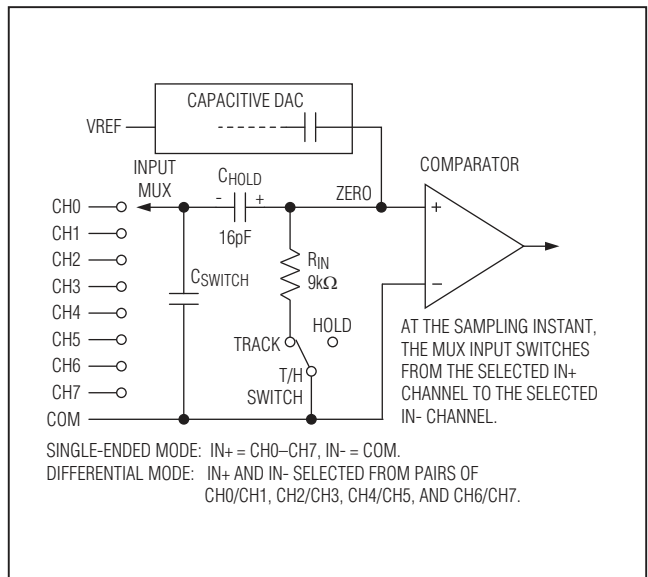 CAPACITIVE DAC
VREF
COMPARATOR
INPUT
MUX
CHOLD
- +
ZERO
16pF
+
−
CH0
CH1
CH2
CH3
CH4
CH5
CH6
CH7
COM
CSWITCH
RIN
9kΩ
TRACK
HOLD
T/H
SWITCH
AT THE SAMPLING INSTANT,
THE MUX INPUT SWITCHES
FROM THE SELECTED IN+
CHANNEL TO THE SELECTED
IN- CHANNEL.
SINGLE-ENDED MODE: IN+ = CH0–CH7, IN- = COM.
DIFFERENTIAL MODE: IN+ AND IN- SELECTED FROM PAIRS OF
CH0/CH1, CH2/CH3, CH4/CH5, AND CH6/CH7.